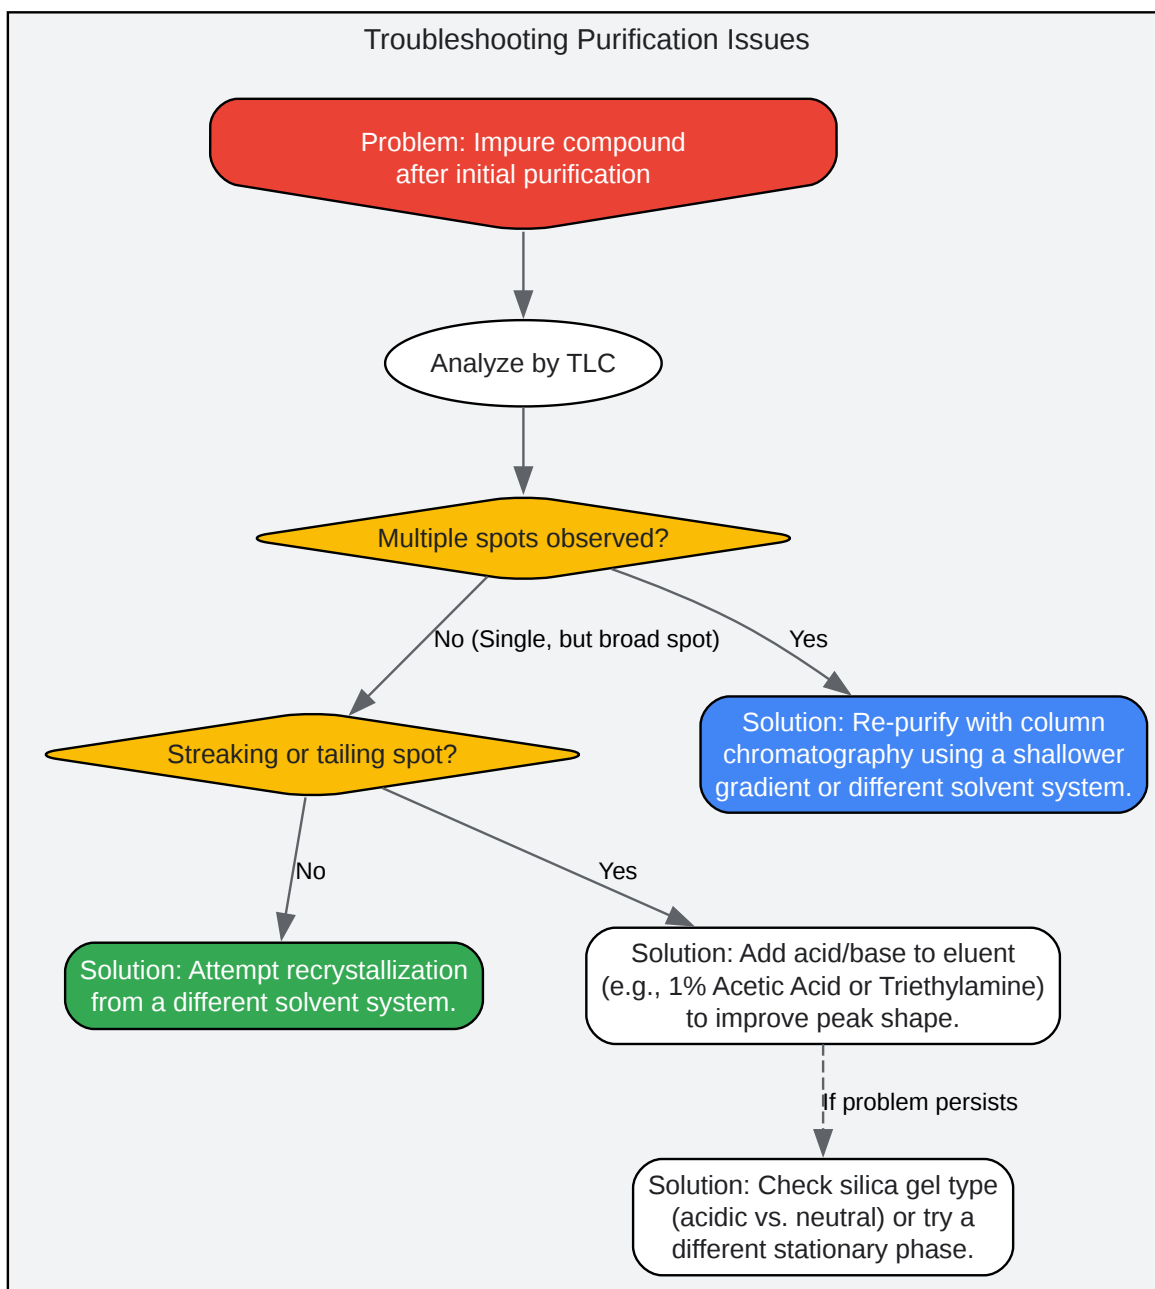 Troubleshooting Purification Issues
Problem: Impure compound
after initial purification
Analyze by TLC
Multiple spots observed?
No (Single, but broad spot)
Yes
Streaking or tailing spot?
Solution: Re-purify with column
chromatography using a shallower
gradient or different solvent system.
No
Yes
Solution: Attempt recrystallization
from a different solvent system.
Solution: Add acid/base to eluent
(e.g., 1% Acetic Acid or Triethylamine)
to improve peak shape.
If problem persists
Solution: Check silica gel type
(acidic vs. neutral) or try a
different stationary phase.